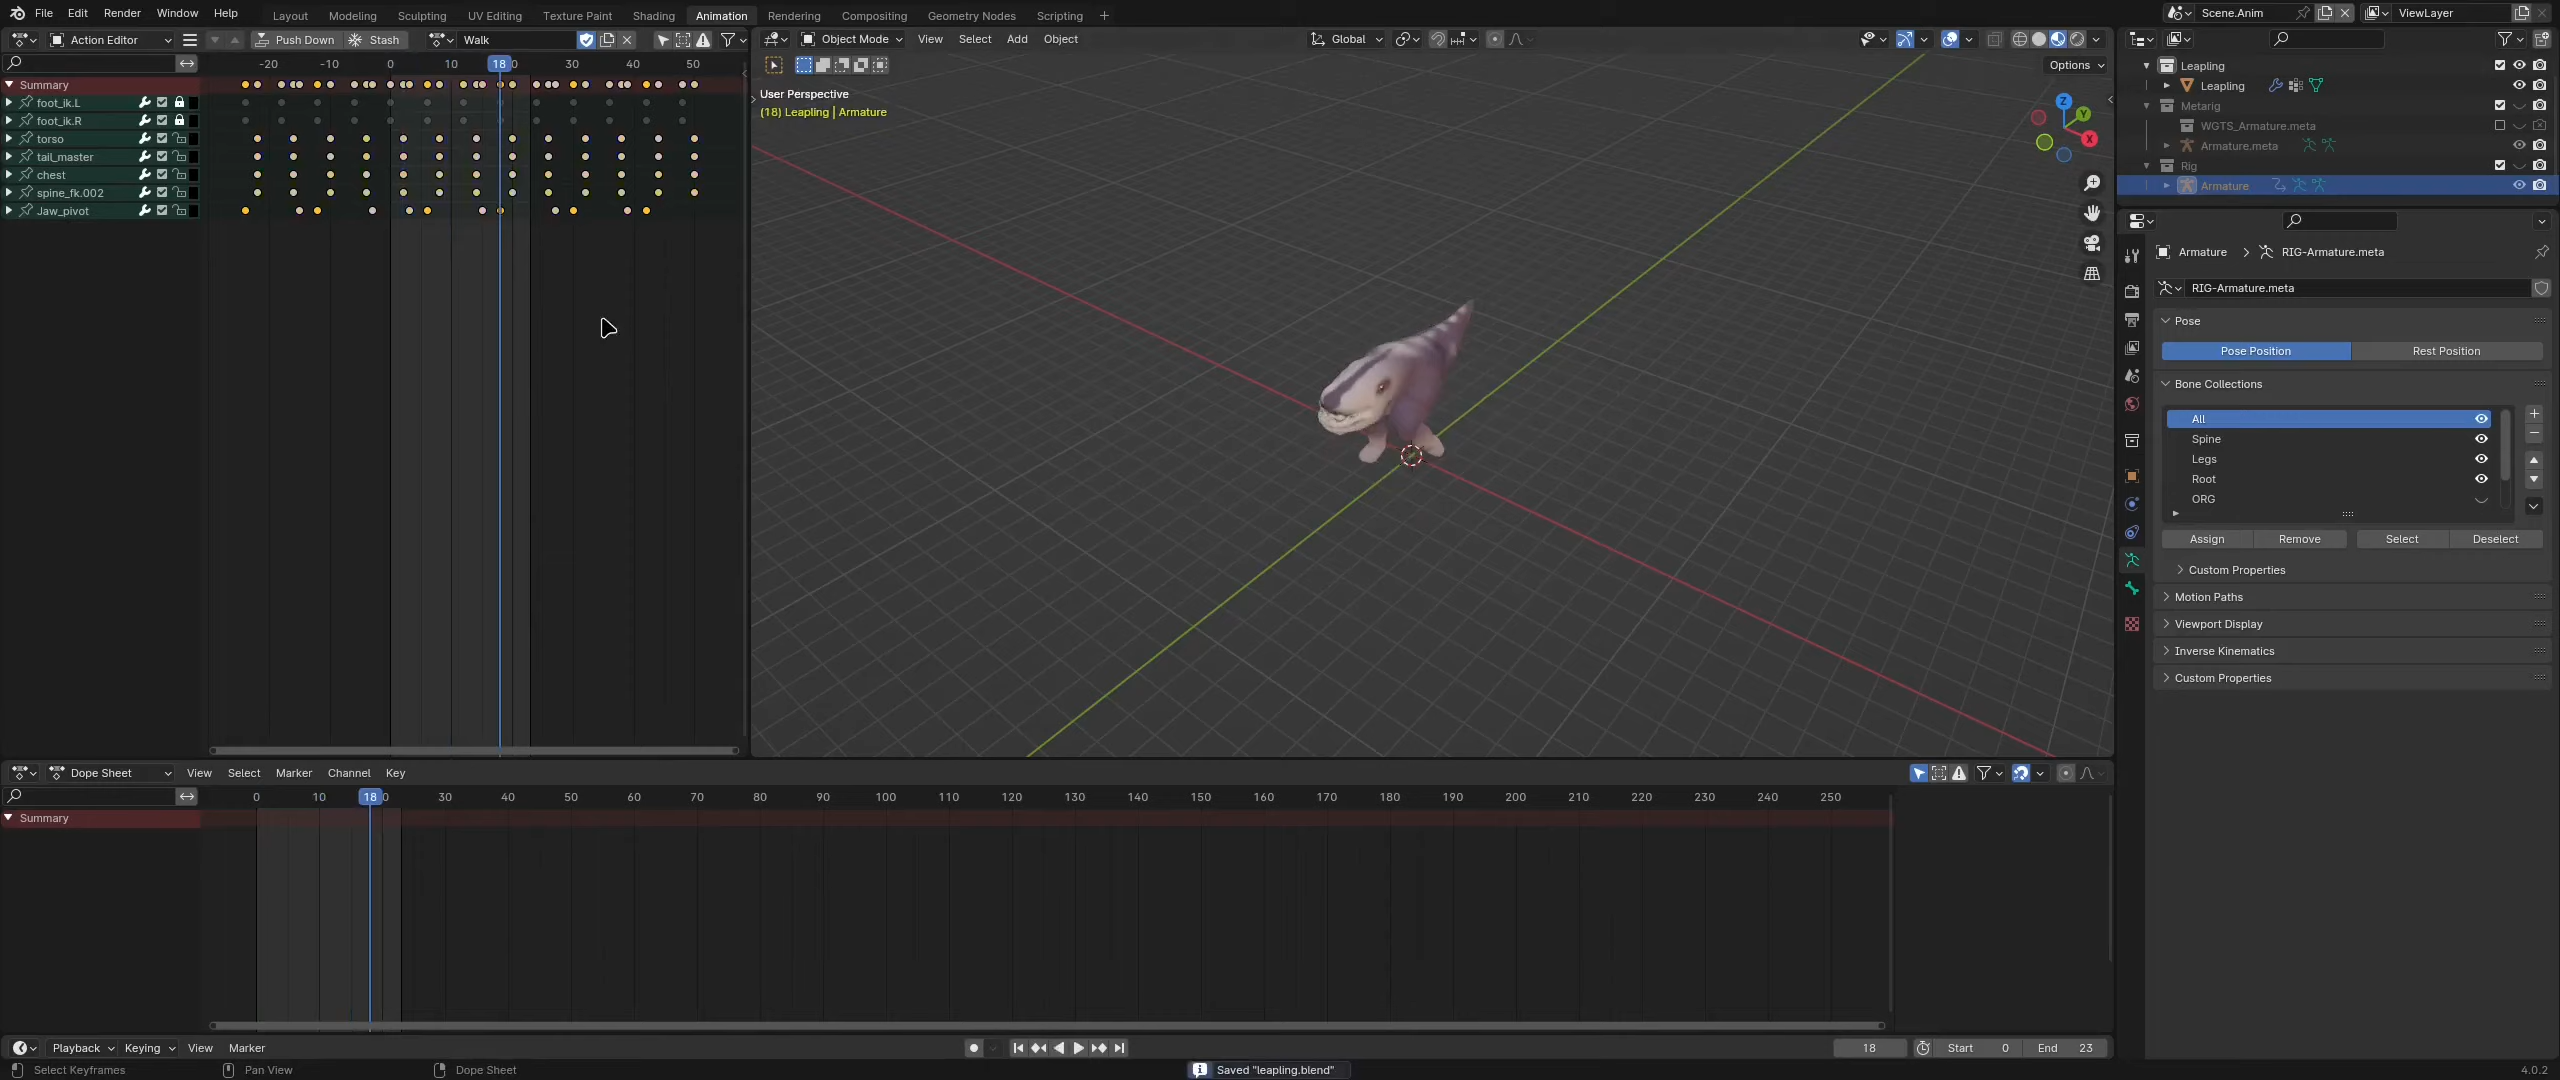 File Edit Render Window Help Layout Modeling Sculpting UV Editing Texture Paint Shading Animation Rendering Compositing Geometry Nodes Scripting + Scene.Anim ViewLayer
Action Editor Push Down Stash Walk Object Mode View Select Add Object Global
-20 -10 0 10 18 0 30 40 50 Options
Summary
foot_ik.L
foot_ik.R
torso
tail_master
chest
spine_fk.002
Jaw_pivot
User Perspective
(18) Leapling | Armature
Z
Y
X
Leapling
Leapling
Metarig
WGTS_Armature.meta
Armature.meta
Rig
Armature
Armature > RIG-Armature.meta
RIG-Armature.meta
Pose
Pose Position Rest Position
Bone Collections
All
Spine
Legs
Root
ORG
Assign Remove Select Deselect
Custom Properties
Motion Paths
Viewport Display
Inverse Kinematics
Custom Properties
Dope Sheet View Select Marker Channel Key
0 10 18 0 30 40 50 60 70 80 90 100 110 120 130 140 150 160 170 180 190 200 210 220 230 240 250
Summary
Playback Keying View Marker 18 Start 0 End 23
Select Keyframes Pan View Dope Sheet Saved "leapling.blend" 4.0.2